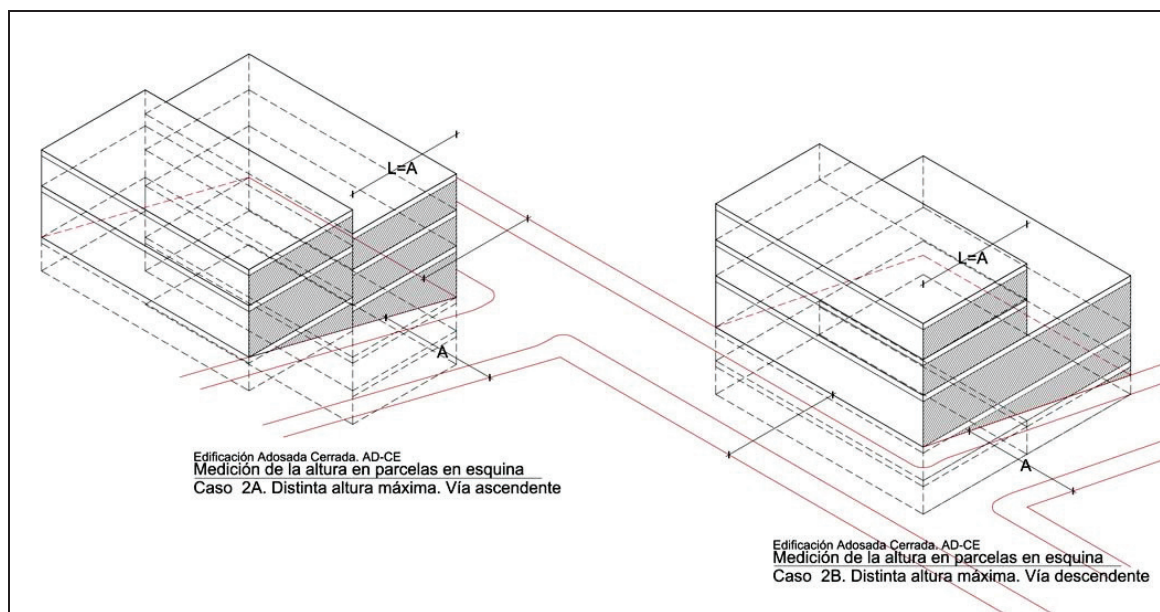 L=A
A
Edificación Adosada Cerrada. AD-CE
Medición de la altura en parcelas en esquina
Caso 2A. Distinta altura máxima. Vía ascendente
L=A
A
Edificación Adosada Cerrada. AD-CE
Medición de la altura en parcelas en esquina
Caso 2B. Distinta altura máxima. Vía descendente